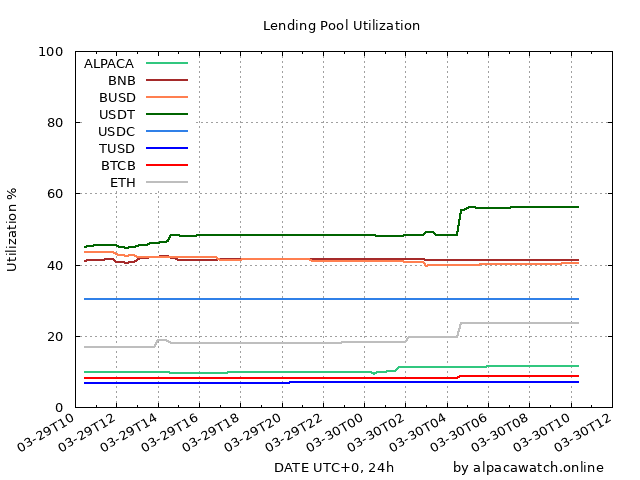 Lending Pool Utilization
100
80
60
40
20
0
Utilization %
ALPACA
BNB
BUSD
USDT
USDC
TUSD
BTCB
ETH
03-29T10
03-29T12
03-29T14
03-29T16
03-29T18
03-29T20
03-29T22
03-30T00
03-30T02
03-30T04
03-30T06
03-30T08
03-30T10
03-30T12
DATE UTC+0, 24h
by alpacawatch.online